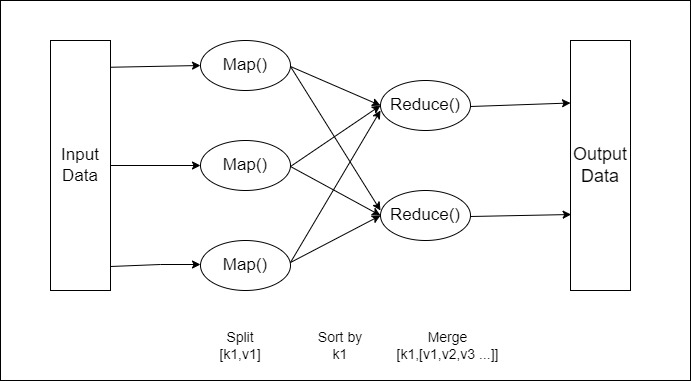 Map()
Reduce()
Input
Data
Map()
Output
Data
Reduce()
Map()
Split
[k1,v1]
Sort by
k1
Merge
[k1,[v1,v2,v3 ...]]